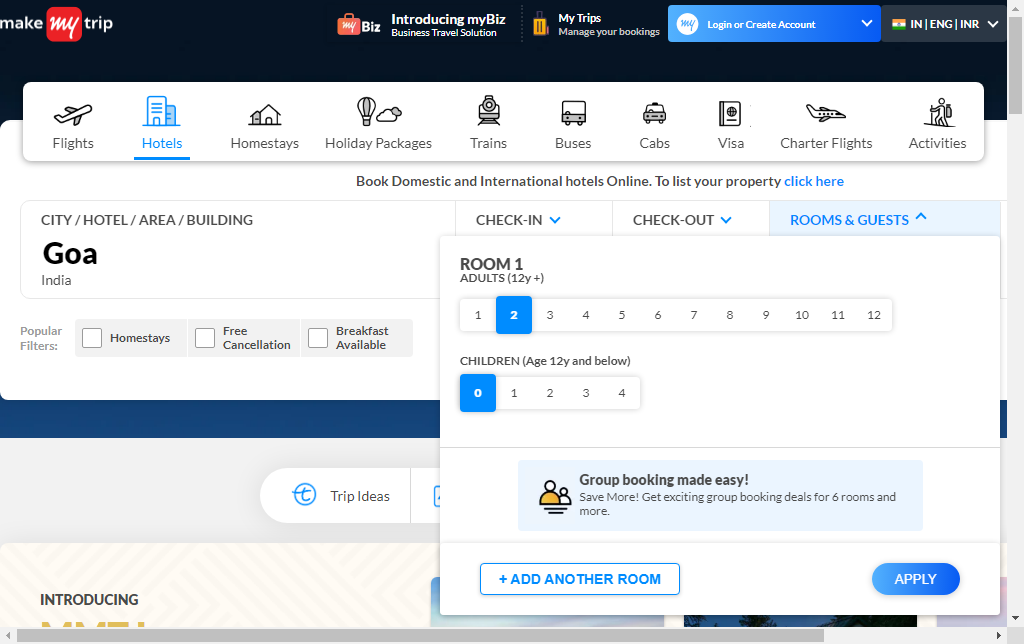 make my trip
my Biz
Introducing myBiz
Business Travel Solution
My Trips
Manage your bookings
my
Login or Create Account
IN | ENG | INR
Flights
Hotels
Homestays
Holiday Packages
Trains
Buses
Cabs
Visa
Charter Flights
Activities
Book Domestic and International hotels Online. To list your property click here
CITY / HOTEL / AREA / BUILDING
CHECK-IN
CHECK-OUT
ROOMS & GUESTS
Goa
India
Popular
Filters:
Homestays
Free
Cancellation
Breakfast
Available
ROOM 1
ADULTS (12y +)
1 2 3 4 5 6 7 8 9 10 11 12
CHILDREN (Age 12y and below)
0 1 2 3 4
Group booking made easy!
Save More! Get exciting group booking deals for 6 rooms and
more.
Trip Ideas
+ ADD ANOTHER ROOM
APPLY
INTRODUCING